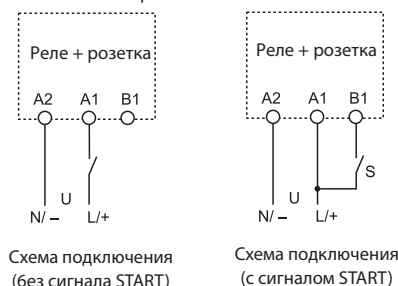 Реле + розетка
A2 A1 B1
U
N/ – L/+
Схема подключения
(без сигнала START)
Реле + розетка
A2 A1 B1
S
U
N/ – L/+
Схема подключения
(с сигналом START)